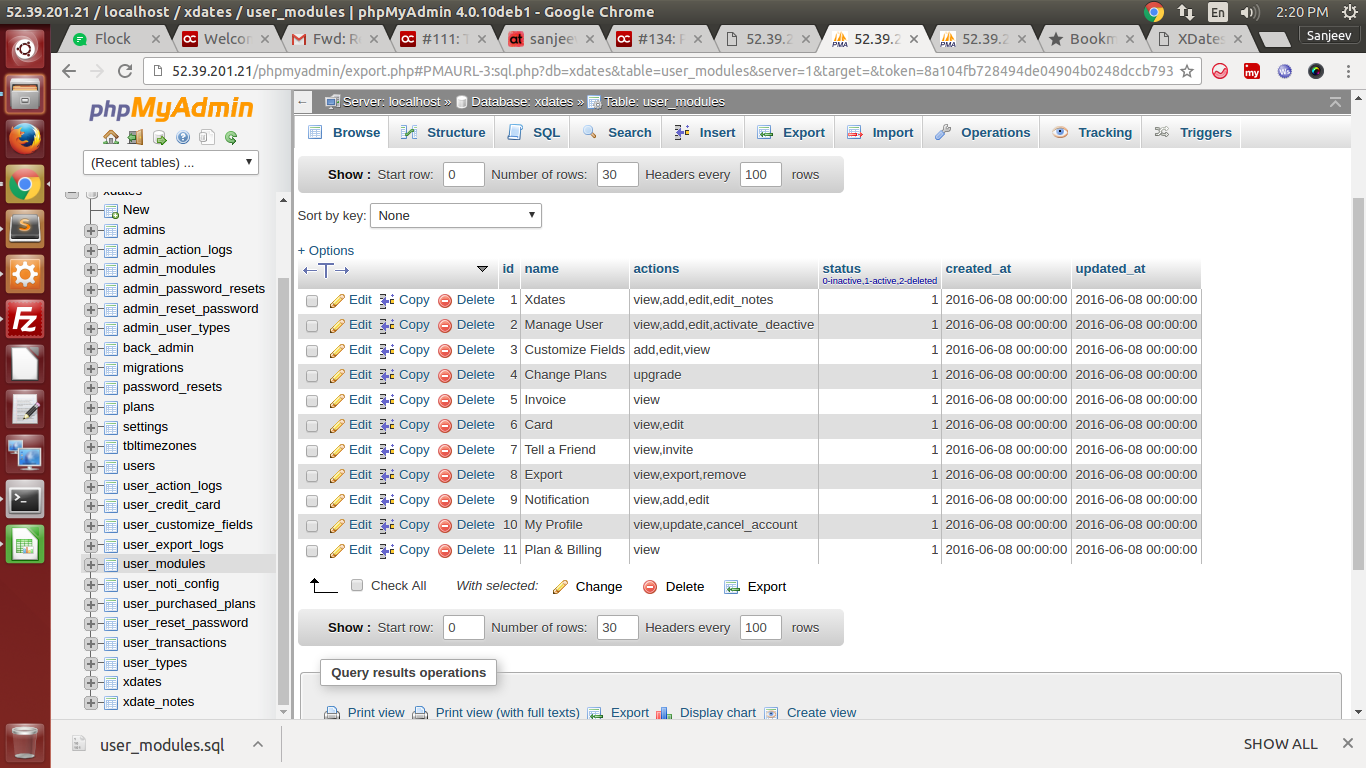 52.39.201.21 / localhost / xdates / user_modules | phpMyAdmin 4.0.10deb1 - Google Chrome
En
2:20 PM
Sanjeev
Flock
Welcom
Fwd: R
#111: T
sanjeev
#134: P
52.39.2
52.39.2
52.39.2
Bookm
XDates
52.39.201.21/phpmyadmin/export.php#PMAURL-3:sql.php?db=xdates&table=user_modules&server=1&target=&token=8a104fb728494de04904b0248dccb793
phpMyAdmin
(Recent tables) ...
xdates
New
admins
admin_action_logs
admin_modules
admin_password_resets
admin_reset_password
admin_user_types
back_admin
migrations
password_resets
plans
settings
tbltimezones
users
user_action_logs
user_credit_card
user_customize_fields
user_export_logs
user_modules
user_noti_config
user_purchased_plans
user_reset_password
user_transactions
user_types
xdates
xdate_notes
Server: localhost » Database: xdates » Table: user_modules
Browse Structure SQL Search Insert Export Import Operations Tracking Triggers
Show : Start row: 0 Number of rows: 30 Headers every 100 rows
Sort by key: None
+ Options
id name actions status created_at updated_at
0-inactive,1-active,2-deleted
Edit Copy Delete 1 Xdates view,add,edit,edit_notes 1 2016-06-08 00:00:00 2016-06-08 00:00:00
Edit Copy Delete 2 Manage User view,add,edit,activate_deactive 1 2016-06-08 00:00:00 2016-06-08 00:00:00
Edit Copy Delete 3 Customize Fields add,edit,view 1 2016-06-08 00:00:00 2016-06-08 00:00:00
Edit Copy Delete 4 Change Plans upgrade 1 2016-06-08 00:00:00 2016-06-08 00:00:00
Edit Copy Delete 5 Invoice view 1 2016-06-08 00:00:00 2016-06-08 00:00:00
Edit Copy Delete 6 Card view,edit 1 2016-06-08 00:00:00 2016-06-08 00:00:00
Edit Copy Delete 7 Tell a Friend view,invite 1 2016-06-08 00:00:00 2016-06-08 00:00:00
Edit Copy Delete 8 Export view,export,remove 1 2016-06-08 00:00:00 2016-06-08 00:00:00
Edit Copy Delete 9 Notification view,add,edit 1 2016-06-08 00:00:00 2016-06-08 00:00:00
Edit Copy Delete 10 My Profile view,update,cancel_account 1 2016-06-08 00:00:00 2016-06-08 00:00:00
Edit Copy Delete 11 Plan & Billing view 1 2016-06-08 00:00:00 2016-06-08 00:00:00
Check All With selected: Change Delete Export
Show : Start row: 0 Number of rows: 30 Headers every 100 rows
Query results operations
Print view Print view (with full texts) Export Display chart Create view
user_modules.sql
SHOW ALL